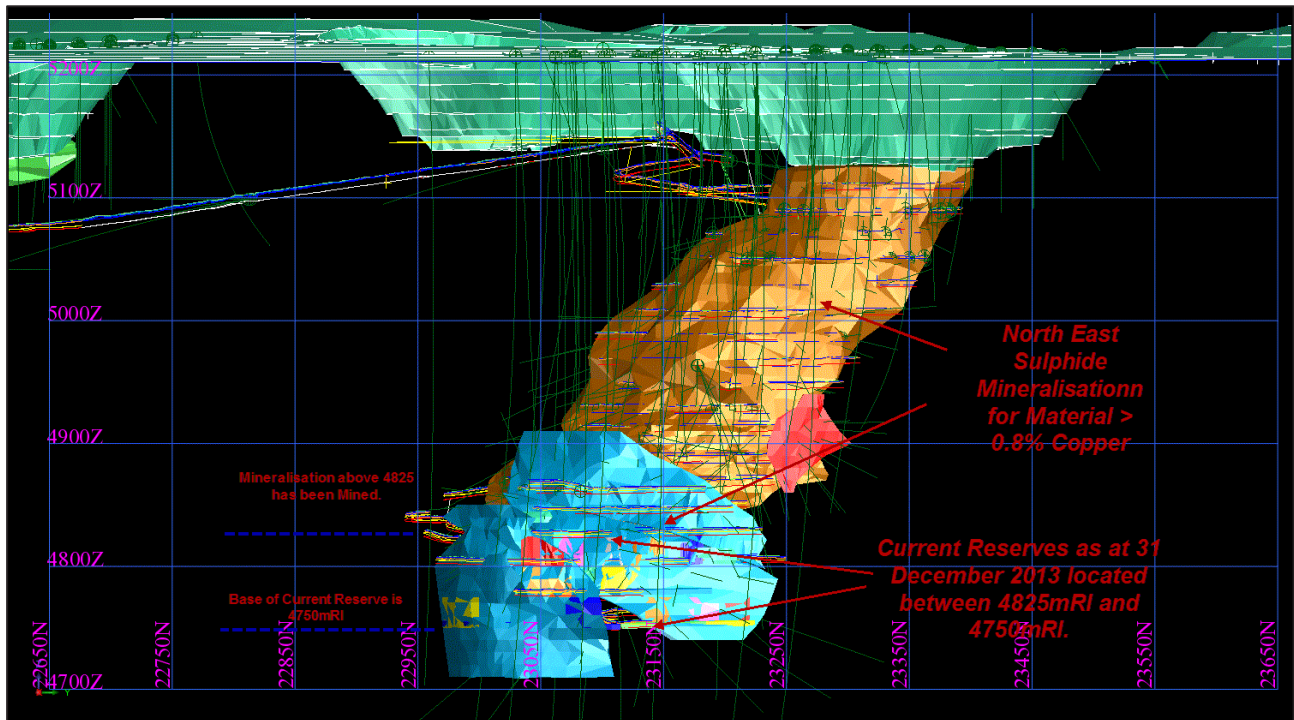 5200Z
5100Z
5000Z
4900Z
4800Z
4700Z
North East
Sulphide
Mineralisationn
for Material >
0.8% Copper
Mineralisation above 4825
has been Mined.
Current Reserves as at 31
December 2013 located
between 4825mRl and
4750mRl.
Base of Current Reserve is
4750mRl
22650N
22750N
22850N
22950N
23050N
23150N
23250N
23350N
23450N
23550N
23650N
Y